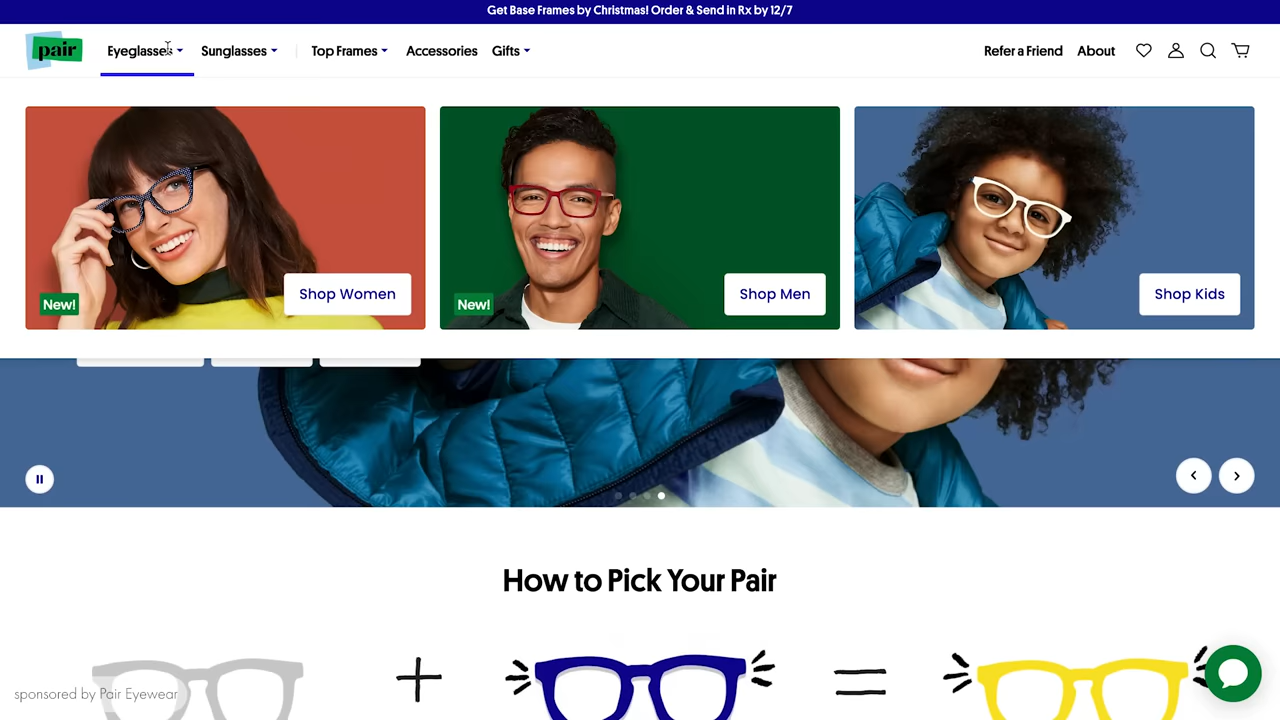 Get Base Frames by Christmas! Order & Send in Rx by 12/7
pair
Eyeglasses
Sunglasses
Top Frames
Accessories
Gifts
Refer a Friend
About
New!
Shop Women
New!
Shop Men
Shop Kids
How to Pick Your Pair
sponsored by Pair Eyewear